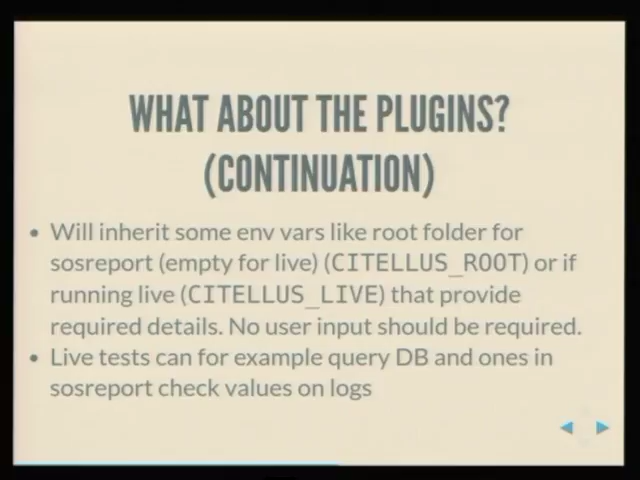 WHAT ABOUT THE PLUGINS?
(CONTINUATION)
• Will inherit some env vars like root folder for
sosreport (empty for live) (CITELLUS_ROOT) or if
running live (CITELLUS_LIVE) that provide
required details. No user input should be required.
• Live tests can for example query DB and ones in
sosreport check values on logs